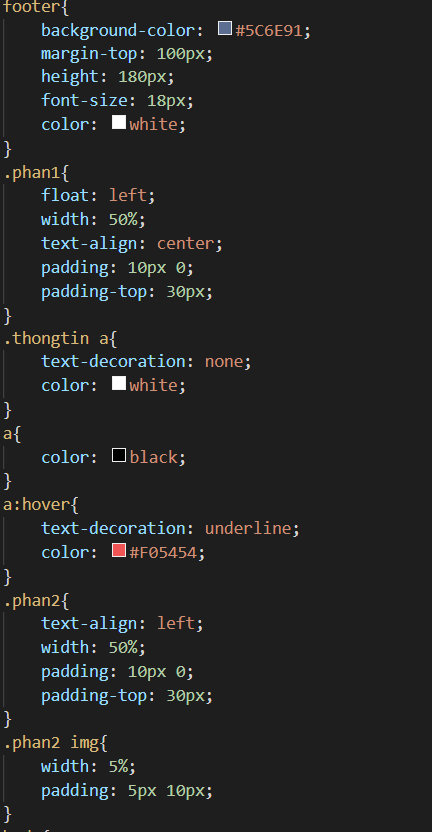 footer{
    background-color: #5C6E91;
    margin-top: 100px;
    height: 180px;
    font-size: 18px;
    color: white;
}
.phan1{
    float: left;
    width: 50%;
    text-align: center;
    padding: 10px 0;
    padding-top: 30px;
}
.thongtin a{
    text-decoration: none;
    color: white;
}
a{
    color: black;
}
a:hover{
    text-decoration: underline;
    color: #F05454;
}
.phan2{
    text-align: left;
    width: 50%;
    padding: 10px 0;
    padding-top: 30px;
}
.phan2 img{
    width: 5%;
    padding: 5px 10px;
}